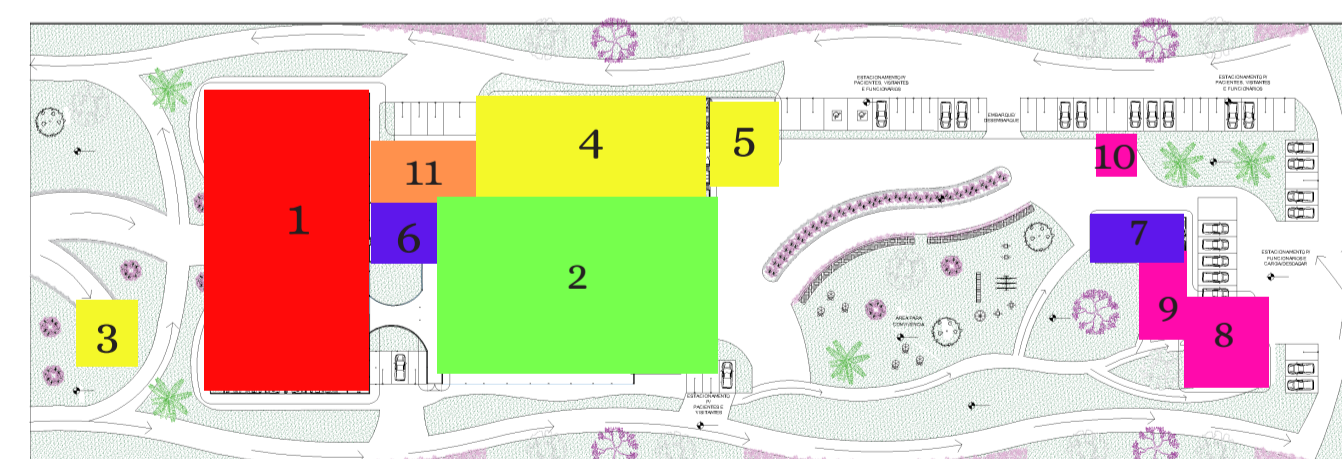 ESTACIONAMENTO P/
PACIENTES, VISITANTES
E FUNCIONÁRIOS
ESTACIONAMENTO P/
PACIENTES, VISITANTES
E FUNCIONÁRIOS
EMBARQUE/
DESEMBARQUE
1
11
4
5
10
6
2
7
ESTACIONAMENTO P/
FUNCIONÁRIOS E
CARGA/DESCARGA
3
ÁREA PARA
CONVIVÊNCIA
9
8
ESTACIONAMENTO
P/
PACIENTES E
VISITANTES